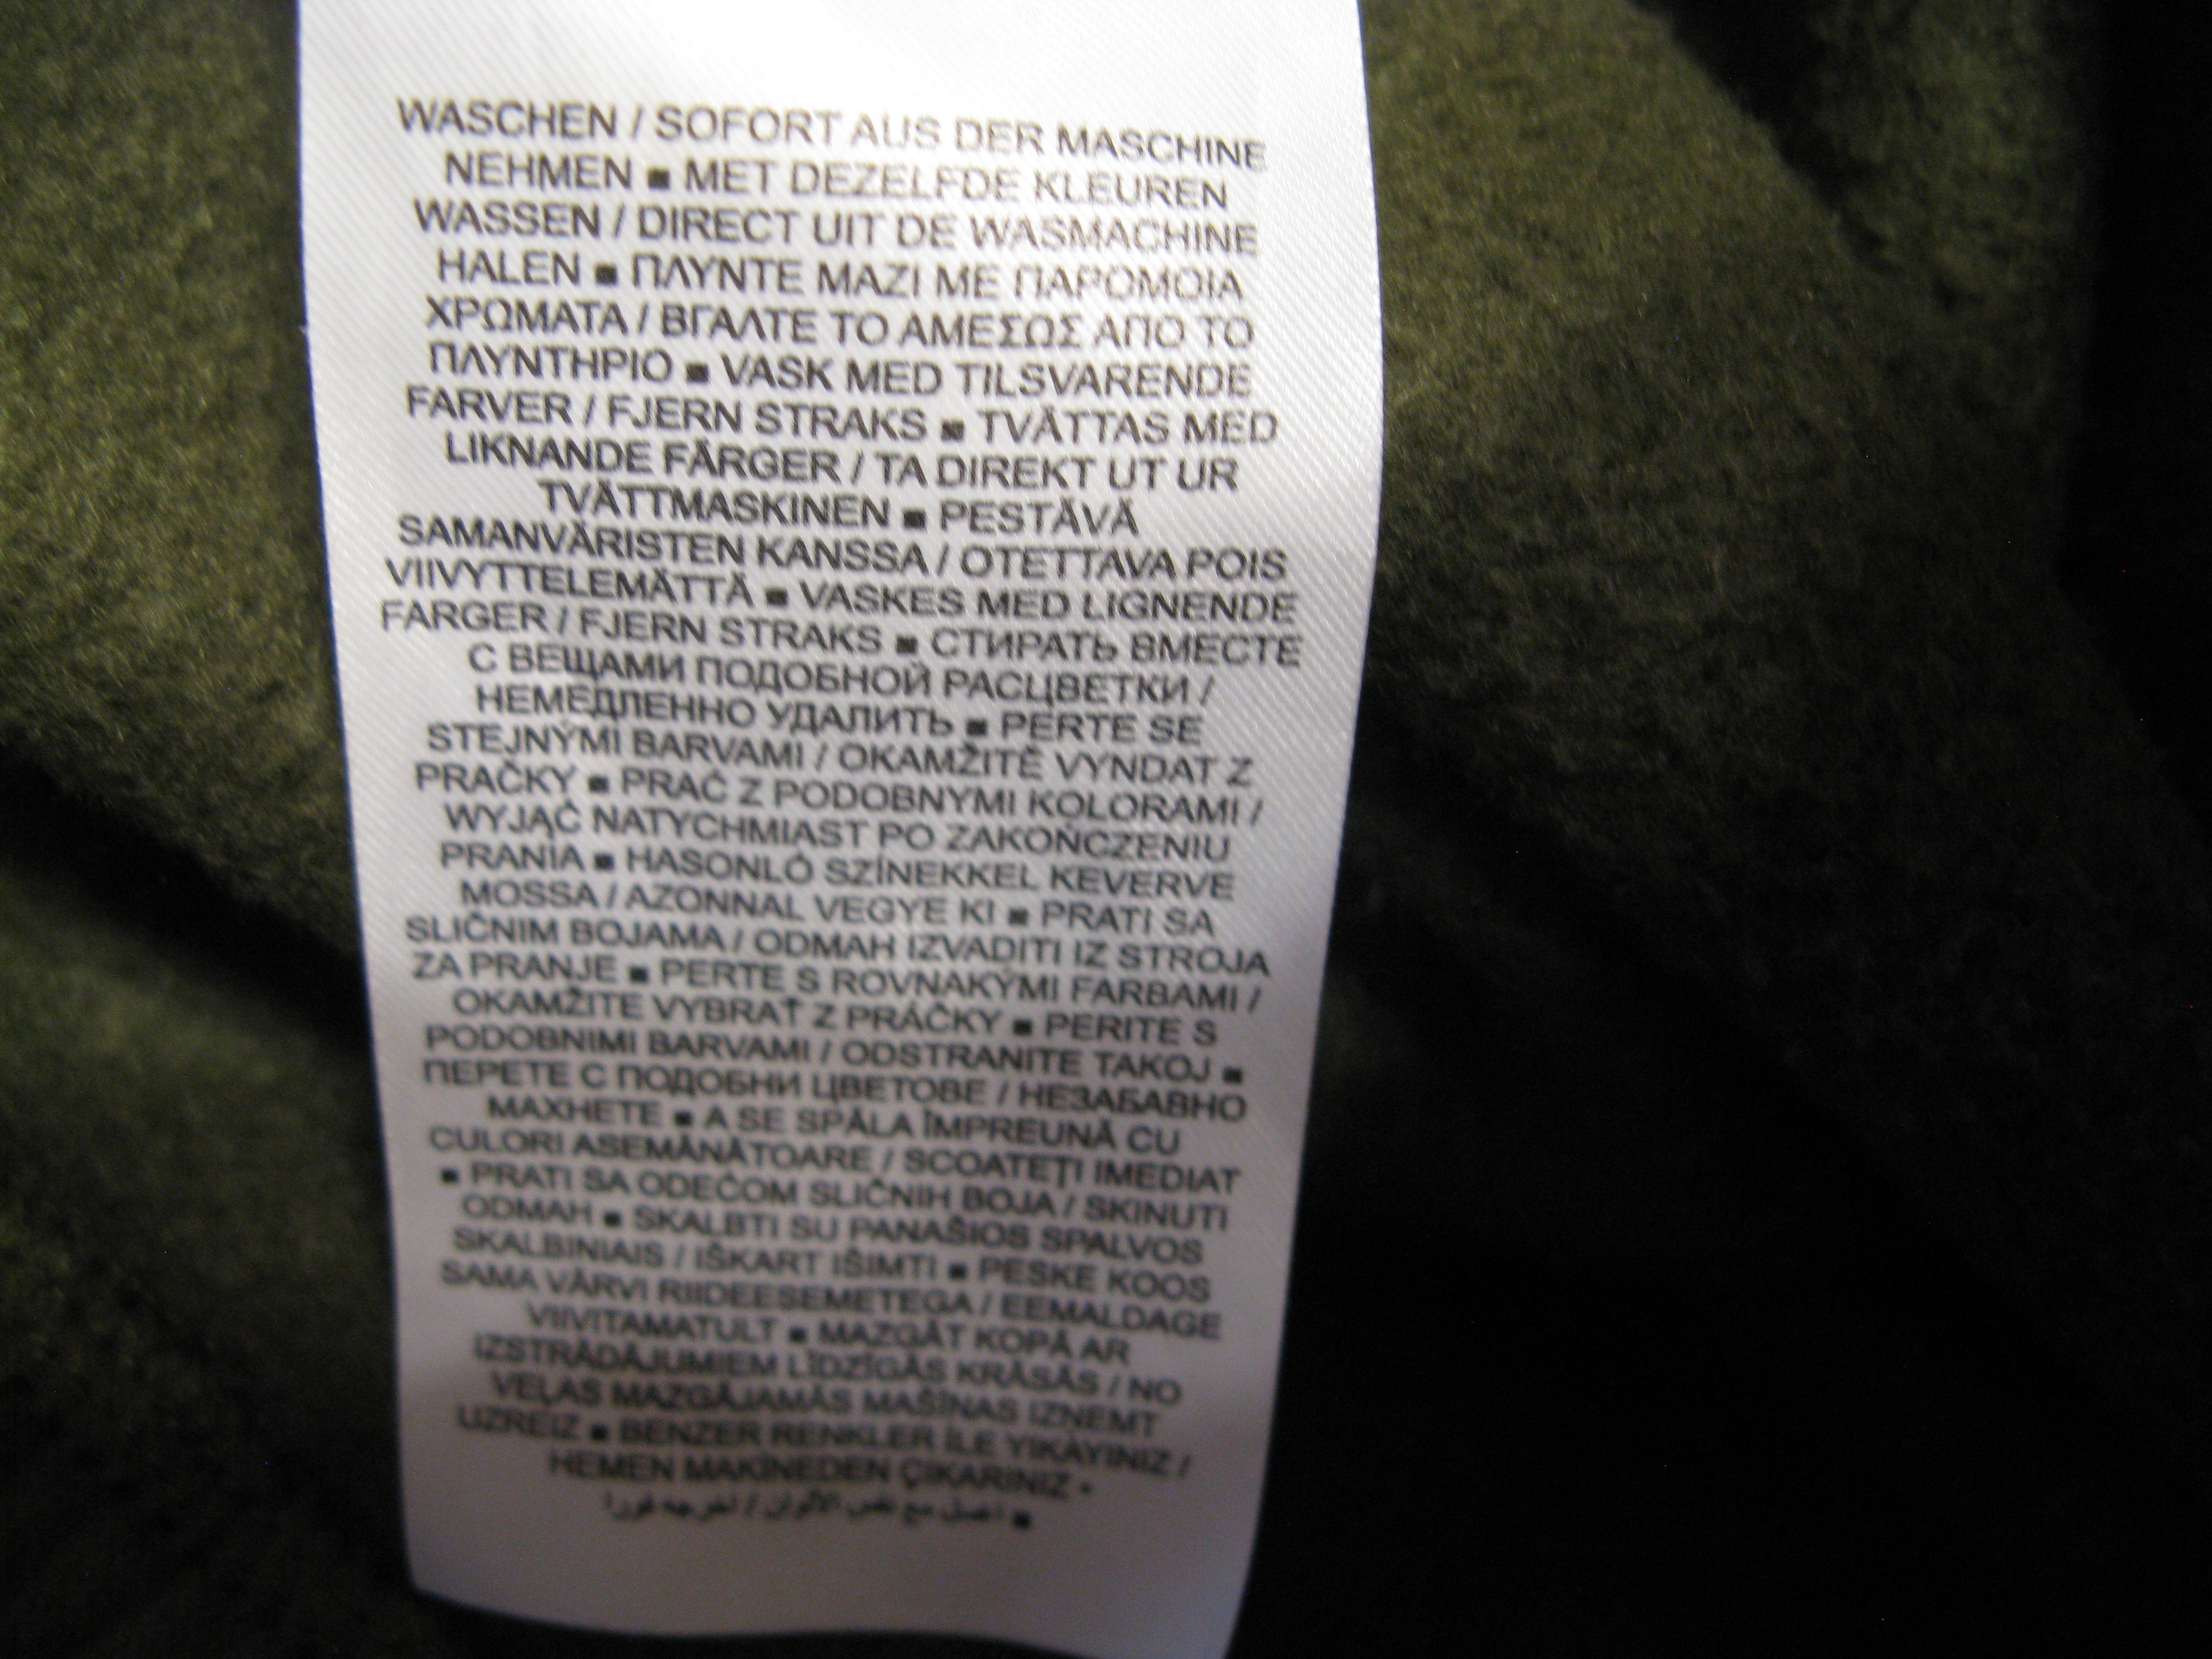 WASCHEN / SOFORT AUS DER MASCHINE
NEHMEN ■ MET DEZELFDE KLEUREN
WASSEN / DIRECT UIT DE WASMACHINE
HALEN ■ ΠΛΥΝΤΕ ΜΑΖΙ ΜΕ ΠΑΡΟΜΟΙΑ
ΧΡΩΜΑΤΑ / ΒΓΑΛΤΕ ΤΟ ΑΜΕΣΩΣ ΑΠΟ ΤΟ
ΠΛΥΝΤΗΡΙΟ ■ VASK MED TILSVARENDE
FARVER / FJERN STRAKS ■ TVÄTTAS MED
LIKNANDE FÄRGER / TA DIREKT UT UR
TVÄTTMASKINEN ■ PESTÄVÄ
SAMANVÄRISTEN KANSSA / OTETTAVA POIS
VIIVYTTELEMÄTTÄ ■ VASKES MED LIGNENDE
FARGER / FJERN STRAKS ■ СТИРАТЬ ВМЕСТЕ
С ВЕЩАМИ ПОДОБНОЙ РАСЦВЕТКИ /
НЕМЕДЛЕННО УДАЛИТЬ ■ PERTE SE
STEJNÝMI BARVAMI / OKAMŽITĚ VYNDAT Z
PRAČKY ■ PRAĆ Z PODOBNYMI KOLORAMI /
WYJĄĆ NATYCHMIAST PO ZAKOŃCZENIU
PRANIA ■ HASONLÓ SZÍNEKKEL KEVERVE
MOSSA / AZONNAL VEGYE KI ■ PRATI SA
SLIČNIM BOJAMA / ODMAH IZVADITI IZ STROJA
ZA PRANJE ■ PERTE S ROVNAKÝMI FARBAMI /
OKAMŽITE VYBRAŤ Z PRÁČKY ■ PERITE S
PODOBNIMI BARVAMI / ODSTRANITE TAKOJ ■
ПЕРЕТЕ С ПОДОБНИ ЦВЕТОВЕ / НЕЗАБАВНО
МАХНЕТЕ ■ A SE SPĂLA ÎMPREUNĂ CU
CULORI ASEMĂNĂTOARE / SCOATEȚI IMEDIAT
■ PRATI SA ODEĆOM SLIČNIH BOJA / SKINUTI
ODMAH ■ SKALBTI SU PANAŠIOS SPALVOS
SKALBINIAIS / IŠKART IŠIMTI ■ PESKE KOOS
SAMA VÄRVI RIIDEESEMETEGA / EEMALDAGE
VIIVITAMATULT ■ MAZGĀT KOPĀ AR
IZSTRĀDĀJUMIEM LĪDZĪGĀS KRĀSĀS / NO
VEĻAS MAZGĀJAMĀS MAŠĪNAS IZŅEMT
UZREIZ ■ BENZER RENKLER İLE YIKAYINIZ /
HEMEN MAKİNEDEN ÇIKARINIZ •
■ اغسل مع نفس الألوان / اخرجه فورا